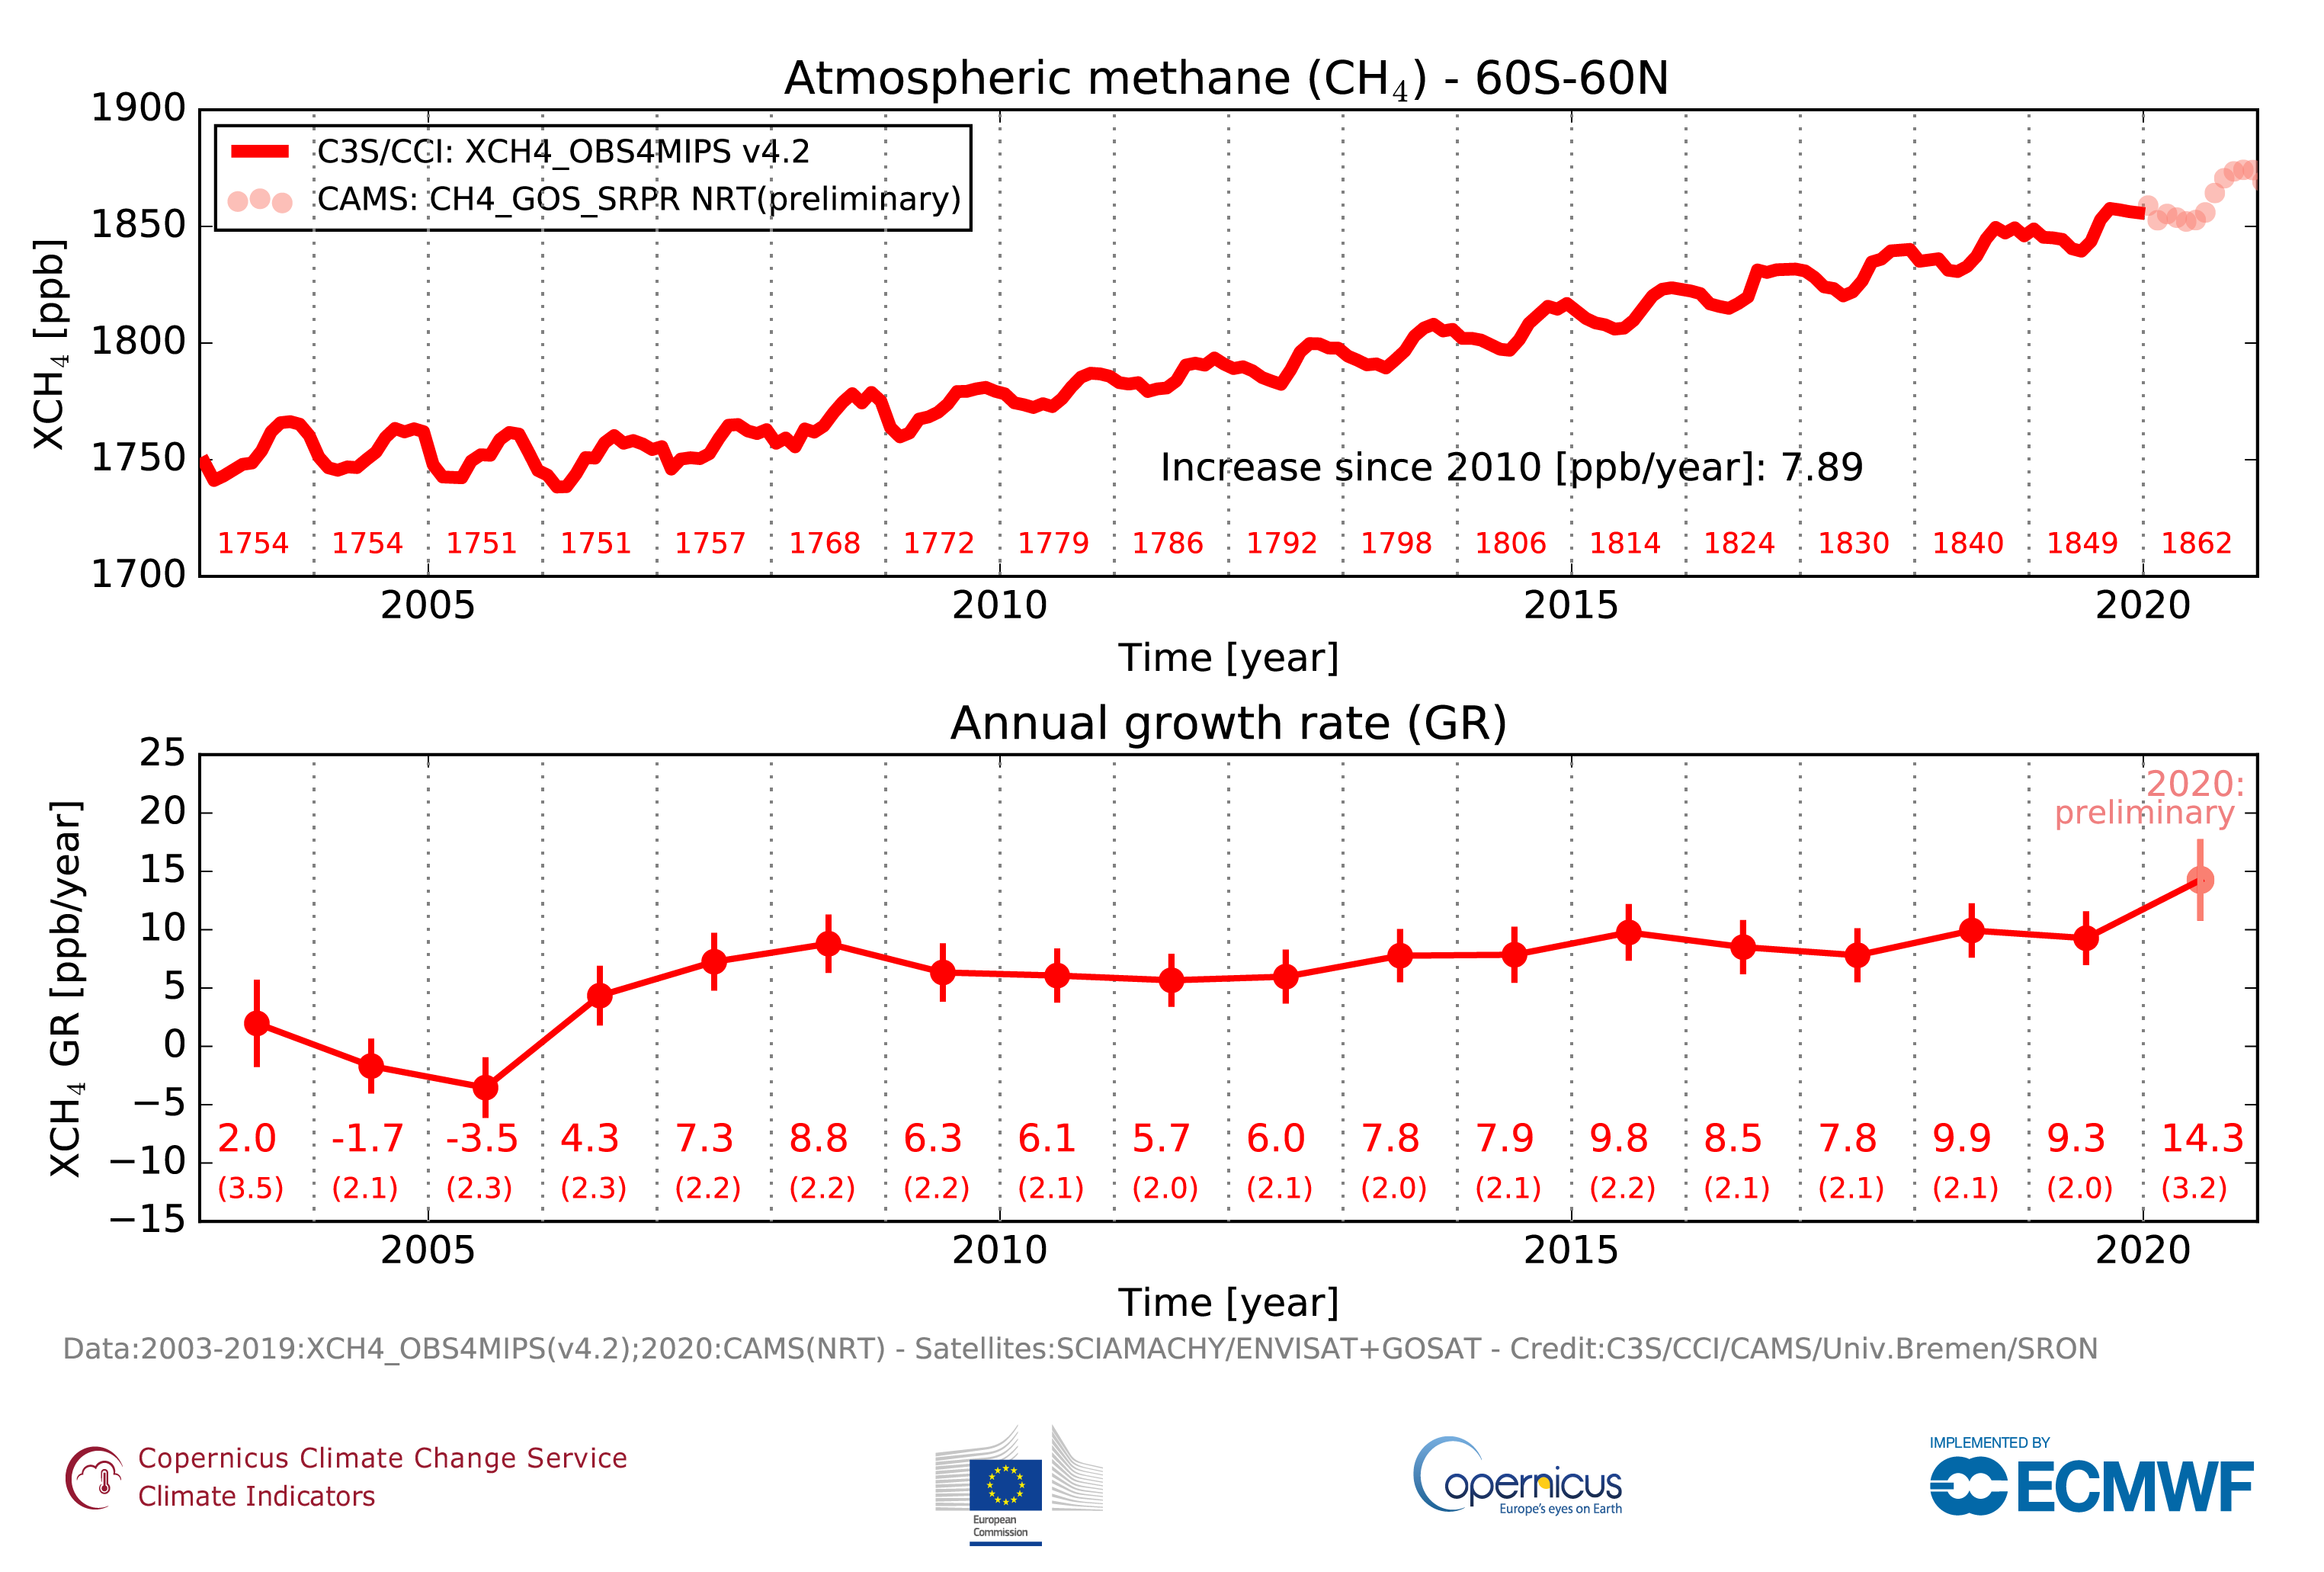 Atmospheric methane (CH₄) - 60S-60N
C3S/CCI: XCH4_OBS4MIPS v4.2
CAMS: CH4_GOS_SRPR NRT(preliminary)
XCH₄ [ppb]
1900
1850
1800
1750
1700
Increase since 2010 [ppb/year]: 7.89
1754 1754 1751 1751 1757 1768 1772 1779 1786 1792 1798 1806 1814 1824 1830 1840 1849 1862
2005 2010 2015 2020
Time [year]
Annual growth rate (GR)
XCH₄ GR [ppb/year]
25
20
15
10
5
0
−5
−10
−15
2020:
preliminary
2.0 -1.7 -3.5 4.3 7.3 8.8 6.3 6.1 5.7 6.0 7.8 7.9 9.8 8.5 7.8 9.9 9.3 14.3
(3.5) (2.1) (2.3) (2.3) (2.2) (2.2) (2.2) (2.1) (2.0) (2.1) (2.0) (2.1) (2.2) (2.1) (2.1) (2.1) (2.0) (3.2)
2005 2010 2015 2020
Time [year]
Data:2003-2019:XCH4_OBS4MIPS(v4.2);2020:CAMS(NRT) - Satellites:SCIAMACHY/ENVISAT+GOSAT - Credit:C3S/CCI/CAMS/Univ.Bremen/SRON
Copernicus Climate Change Service
Climate Indicators
European
Commission
Copernicus
Europe's eyes on Earth
IMPLEMENTED BY
ECMWF